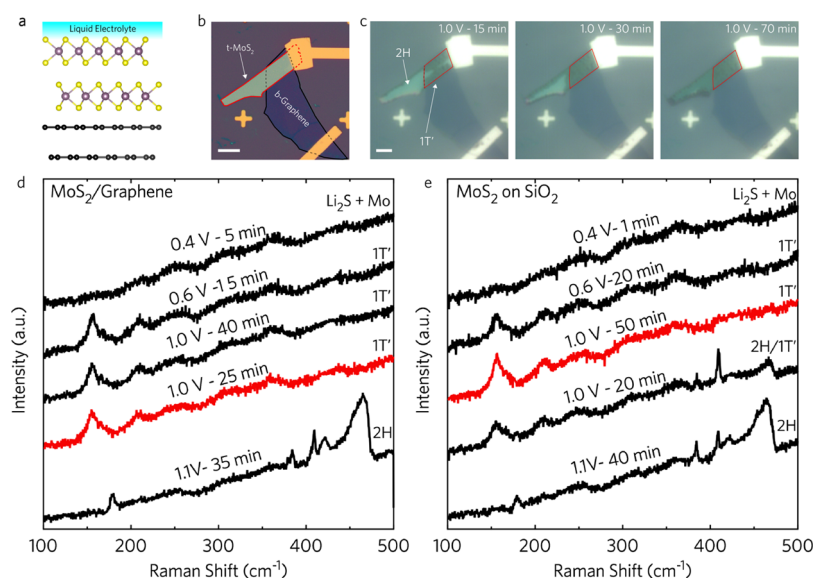 a
Liquid Electrolyte
b
t-MoS₂
b-Graphene
c
1.0 V - 15 min
2H
1T′
1.0 V - 30 min
1.0 V - 70 min
d
MoS₂/Graphene
Li₂S + Mo
0.4 V - 5 min
1T′
0.6 V -15 min
1T′
1.0 V - 40 min
1T′
1.0 V - 25 min
2H
1.1V- 35 min
Intensity (a.u.)
100 200 300 400 500
Raman Shift (cm⁻¹)
e
MoS₂ on SiO₂
Li₂S + Mo
0.4 V- 1 min
1T′
0.6 V-20 min
1T′
1.0 V - 50 min
2H/1T′
1.0 V - 20 min
2H
1.1V- 40 min
Intensity (a.u.)
100 200 300 400 500
Raman Shift (cm⁻¹)